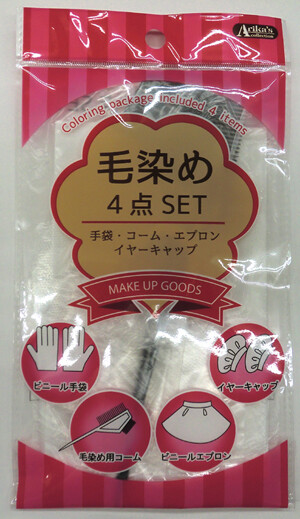 Arika's
collection
Coloring package included 4 items
毛染め
4点 SET
手袋・コーム・エプロン
イヤーキャップ
MAKE UP GOODS
ビニール手袋
イヤーキャップ
毛染め用コーム
ビニールエプロン